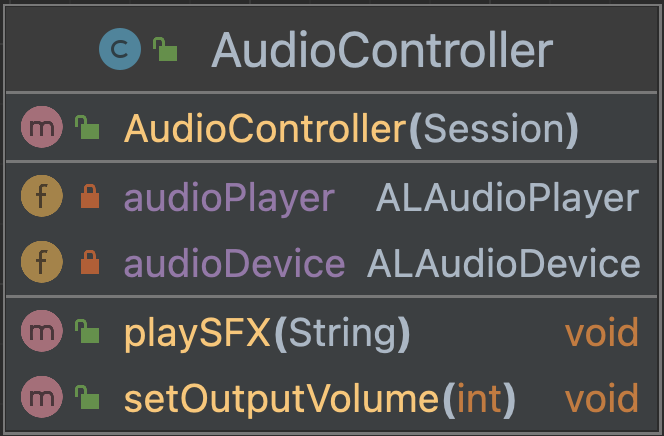 C AudioController
m AudioController(Session)
f audioPlayer ALAudioPlayer
f audioDevice ALAudioDevice
m playSFX(String) void
m setOutputVolume(int) void